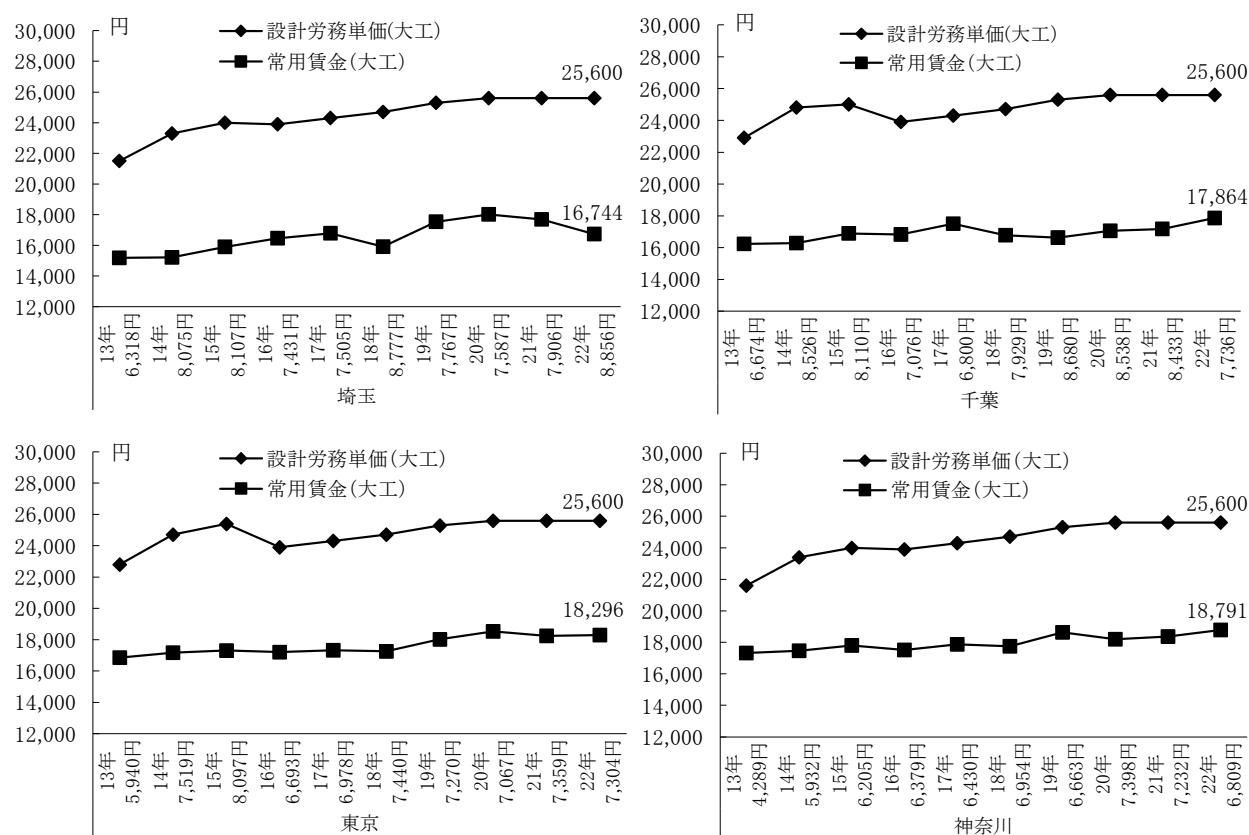 円
設計労務単価(大工)
常用賃金(大工)
30,000
28,000
26,000
24,000
22,000
20,000
18,000
16,000
14,000
12,000
25,600
16,744
13年 6,318円
14年 8,075円
15年 8,107円
16年 7,431円
17年 7,505円
18年 8,777円
19年 7,767円
20年 7,587円
21年 7,906円
22年 8,856円
埼玉
円
設計労務単価(大工)
常用賃金(大工)
30,000
28,000
26,000
24,000
22,000
20,000
18,000
16,000
14,000
12,000
25,600
17,864
13年 6,674円
14年 8,526円
15年 8,110円
16年 7,076円
17年 6,800円
18年 7,929円
19年 8,680円
20年 8,538円
21年 8,433円
22年 7,736円
千葉
円
設計労務単価(大工)
常用賃金(大工)
30,000
28,000
26,000
24,000
22,000
20,000
18,000
16,000
14,000
12,000
25,600
18,296
13年 5,940円
14年 7,519円
15年 8,097円
16年 6,693円
17年 6,978円
18年 7,440円
19年 7,270円
20年 7,067円
21年 7,359円
22年 7,304円
東京
円
設計労務単価(大工)
常用賃金(大工)
30,000
28,000
26,000
24,000
22,000
20,000
18,000
16,000
14,000
12,000
25,600
18,791
13年 4,289円
14年 5,932円
15年 6,205円
16年 6,379円
17年 6,430円
18年 6,954円
19年 6,663円
20年 7,398円
21年 7,232円
22年 6,809円
神奈川